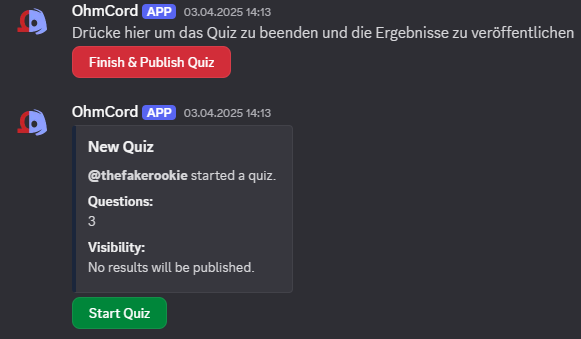 OhmCord APP 03.04.2025 14:13
Drücke hier um das Quiz zu beenden und die Ergebnisse zu veröffentlichen
Finish & Publish Quiz
OhmCord APP 03.04.2025 14:13
New Quiz
@thefakerookie started a quiz.
Questions:
3
Visibility:
No results will be published.
Start Quiz